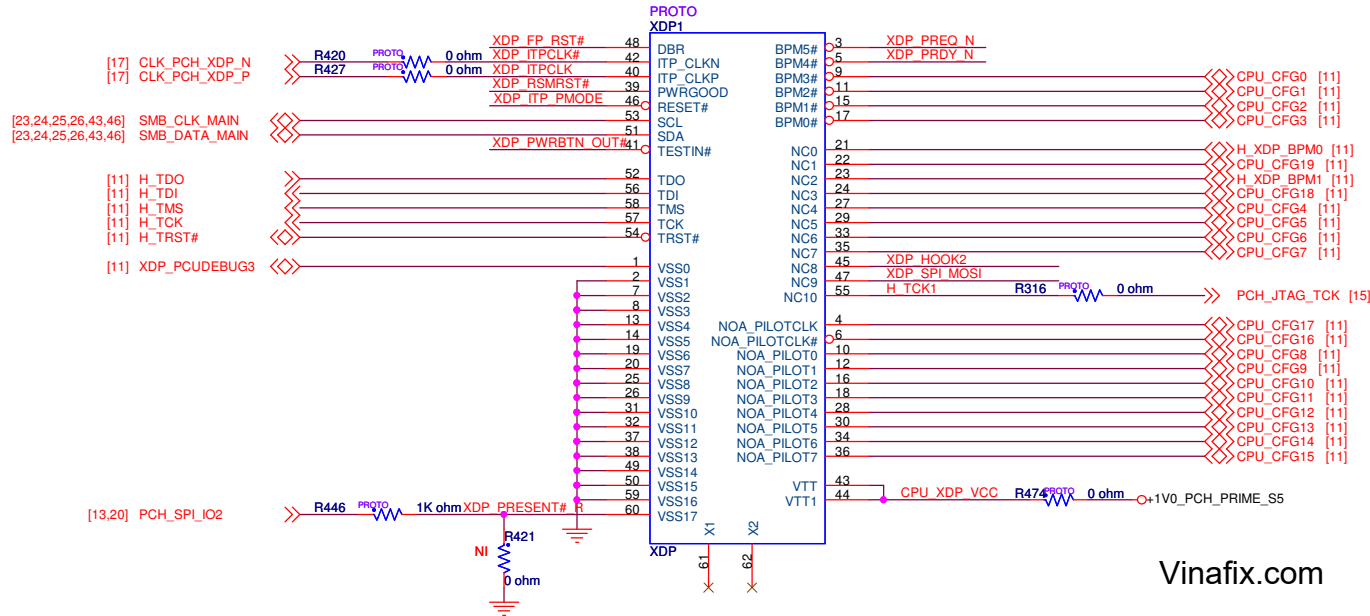 PROTO
XDP1
[17] CLK_PCH_XDP_N R420 PROTO 0 ohm XDP_FP_RST# 48 DBR
[17] CLK_PCH_XDP_P R427 PROTO 0 ohm XDP_ITPCLK# 42 ITP_CLKN
XDP_ITPCLK 40 ITP_CLKP
XDP_RSMRST# 39 PWRGOOD
XDP_ITP_PMODE 46 RESET#
[23,24,25,26,43,46] SMB_CLK_MAIN 53 SCL
[23,24,25,26,43,46] SMB_DATA_MAIN 51 SDA
XDP_PWRBTN_OUT# 41 TESTIN#
[11] H_TDO 52 TDO
[11] H_TDI 56 TDI
[11] H_TMS 58 TMS
[11] H_TCK 57 TCK
[11] H_TRST# 54 TRST#
[11] XDP_PCUDEBUG3 1 VSS0
2 VSS1
7 VSS2
8 VSS3
13 VSS4
14 VSS5
19 VSS6
20 VSS7
25 VSS8
26 VSS9
31 VSS10
32 VSS11
37 VSS12
38 VSS13
49 VSS14
50 VSS15
59 VSS16
[13,20] PCH_SPI_IO2 R446 PROTO 1K ohm XDP_PRESENT#_R 60 VSS17
R421
NI
0 ohm
BPM5# 3 XDP_PREQ_N
BPM4# 5 XDP_PRDY_N
BPM3# 9 CPU_CFG0 [11]
BPM2# 11 CPU_CFG1 [11]
BPM1# 15 CPU_CFG2 [11]
BPM0# 17 CPU_CFG3 [11]
NC0 21 H_XDP_BPM0 [11]
NC1 22 CPU_CFG19 [11]
NC2 23 H_XDP_BPM1 [11]
NC3 24 CPU_CFG18 [11]
NC4 27 CPU_CFG4 [11]
NC5 29 CPU_CFG5 [11]
NC6 33 CPU_CFG6 [11]
NC7 35 CPU_CFG7 [11]
NC8 45 XDP_HOOK2
NC9 47 XDP_SPI_MOSI
NC10 55 H_TCK1 R316 PROTO 0 ohm PCH_JTAG_TCK [15]
NOA_PILOTCLK 4 CPU_CFG17 [11]
NOA_PILOTCLK# 6 CPU_CFG16 [11]
NOA_PILOT0 10 CPU_CFG8 [11]
NOA_PILOT1 12 CPU_CFG9 [11]
NOA_PILOT2 16 CPU_CFG10 [11]
NOA_PILOT3 18 CPU_CFG11 [11]
NOA_PILOT4 28 CPU_CFG12 [11]
NOA_PILOT5 30 CPU_CFG13 [11]
NOA_PILOT6 34 CPU_CFG14 [11]
NOA_PILOT7 36 CPU_CFG15 [11]
VTT 43
VTT1 44 CPU_XDP_VCC R474 PROTO 0 ohm +1V0_PCH_PRIME_S5
X1 X2
XDP
61 62
Vinafix.com